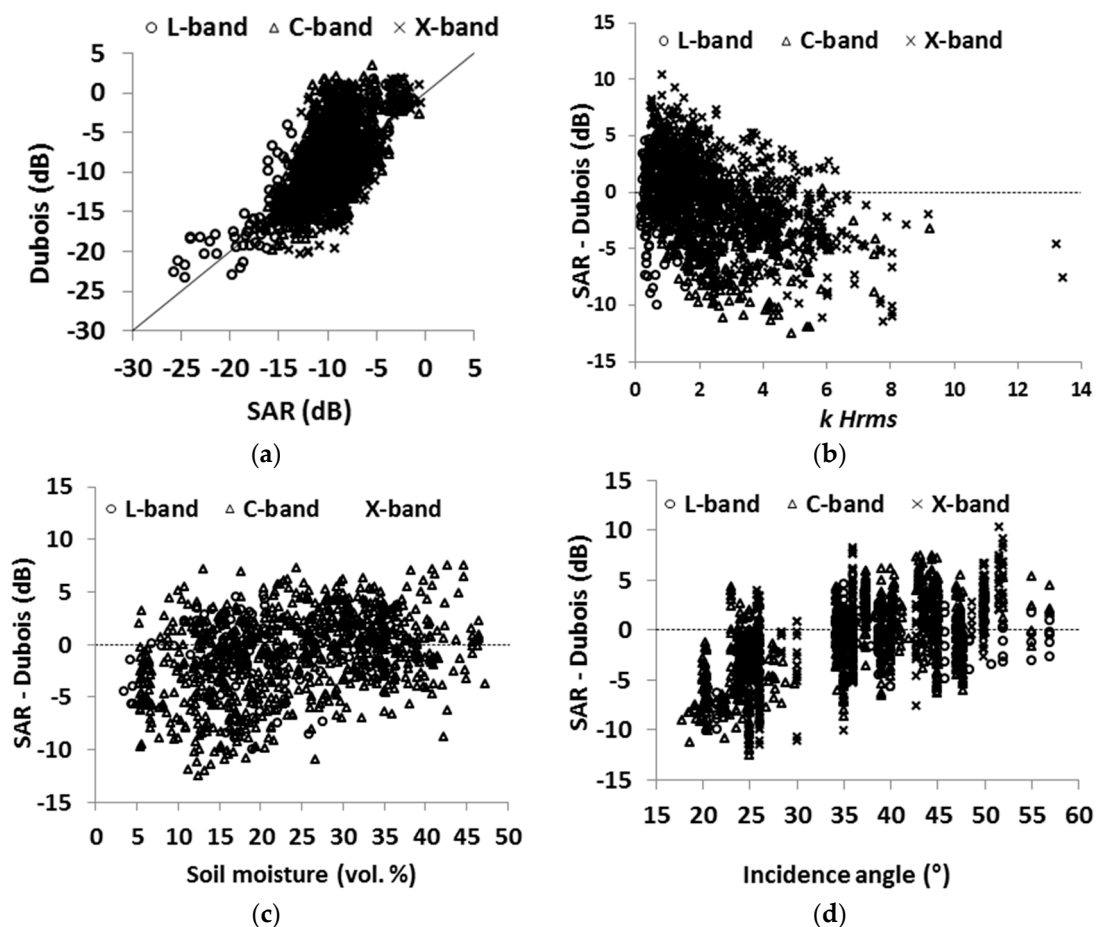 L-band C-band X-band
5
0
-5
-10
-15
-20
-25
-30
-30 -25 -20 -15 -10 -5 0 5
Dubois (dB)
SAR (dB)
(a)
L-band C-band X-band
15
10
5
0
-5
-10
-15
0 2 4 6 8 10 12 14
SAR - Dubois (dB)
k Hrms
(b)
15
L-band C-band X-band
10
5
0
-5
-10
-15
0 5 10 15 20 25 30 35 40 45 50
SAR - Dubois (dB)
Soil moisture (vol. %)
(c)
15
L-band C-band X-band
10
5
0
-5
-10
-15
15 20 25 30 35 40 45 50 55 60
SAR - Dubois (dB)
Incidence angle (°)
(d)